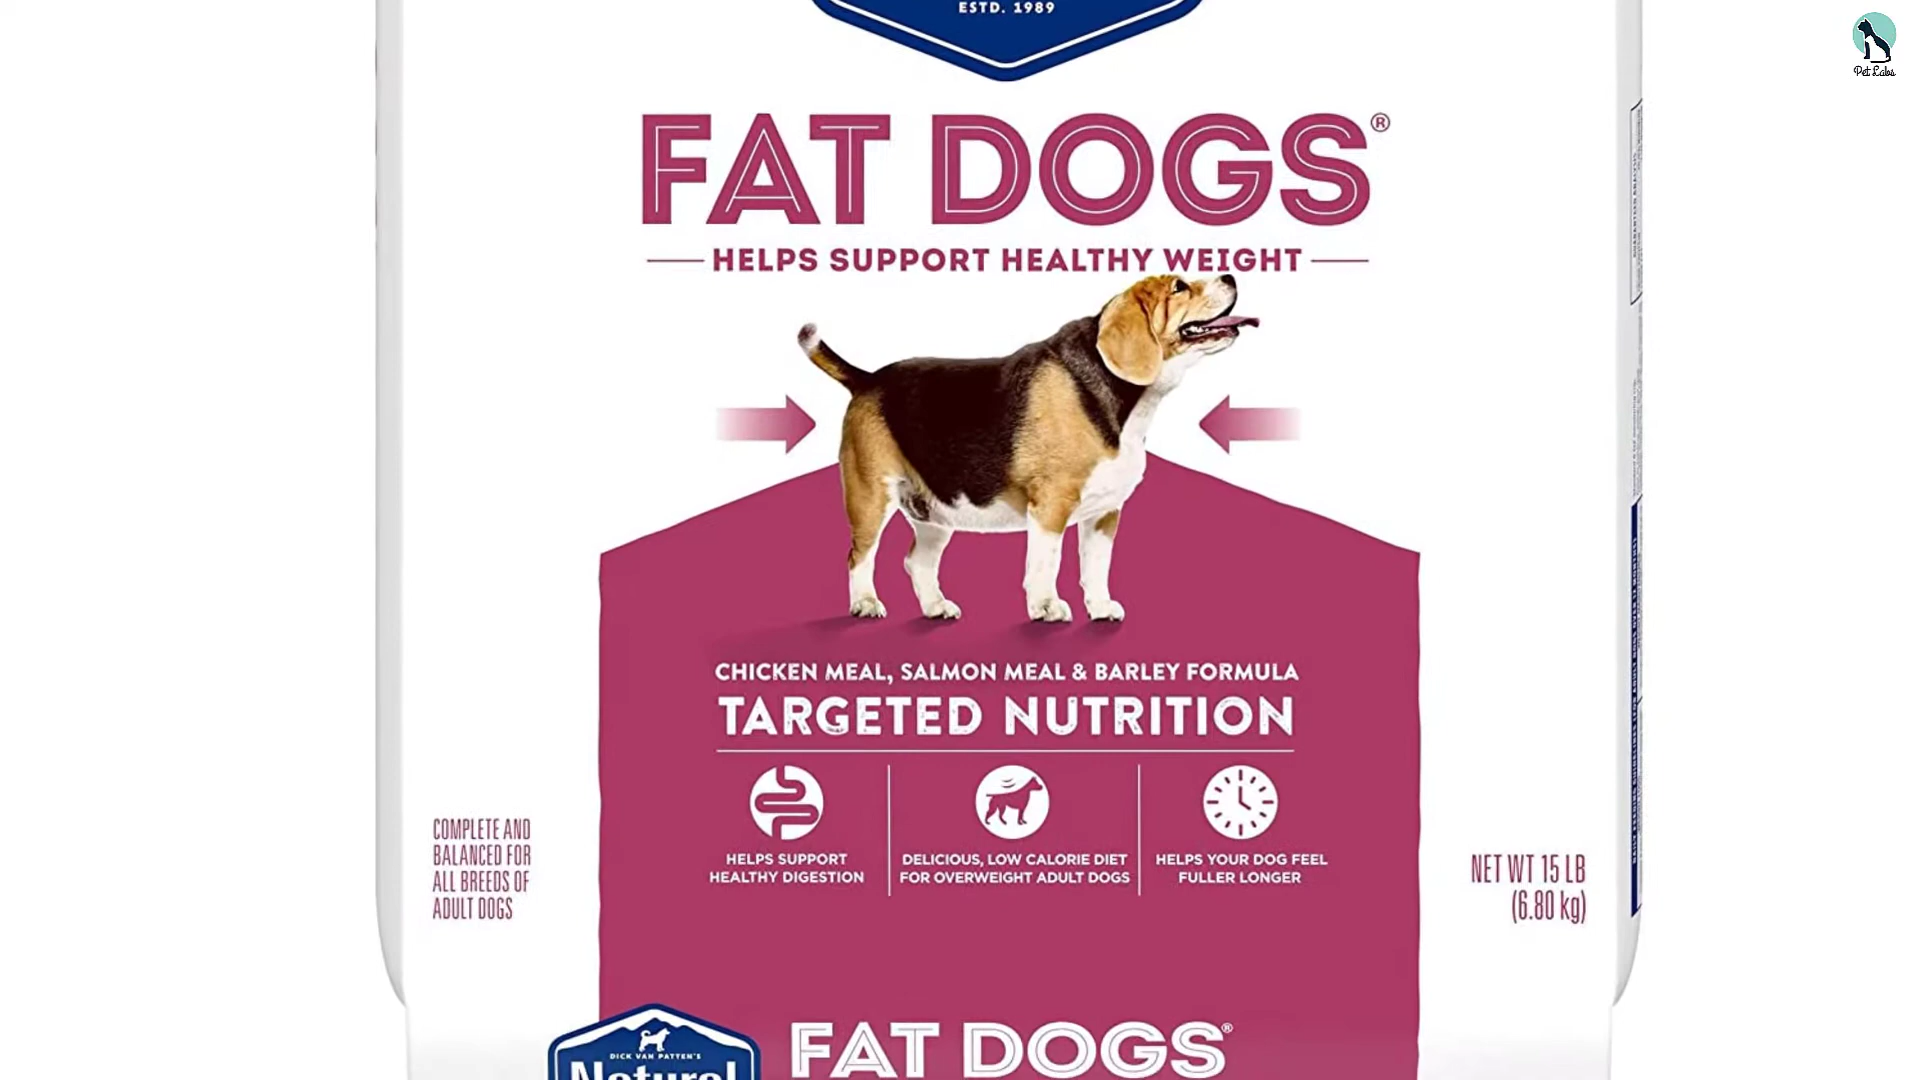 ESTD. 1989
Pet Labs
FAT DOGS®
HELPS SUPPORT HEALTHY WEIGHT
CHICKEN MEAL, SALMON MEAL & BARLEY FORMULA
TARGETED NUTRITION
HELPS SUPPORT
HEALTHY DIGESTION
DELICIOUS, LOW CALORIE DIET
FOR OVERWEIGHT ADULT DOGS
HELPS YOUR DOG FEEL
FULLER LONGER
COMPLETE AND
BALANCED FOR
ALL BREEDS OF
ADULT DOGS
NET WT 15 LB
(6.80 kg)
DICK VAN PATTEN'S
Natural
FAT DOGS®